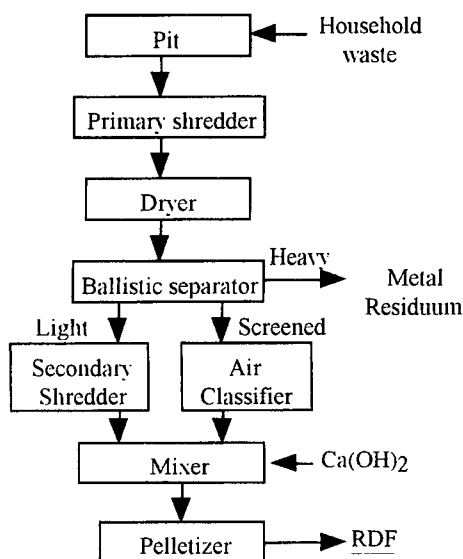 Pit
Household
waste
Primary shredder
Dryer
Ballistic separator
Heavy
Metal
Residuum
Light
Screened
Secondary
Shredder
Air
Classifier
Mixer
Ca(OH)2
Pelletizer
RDF